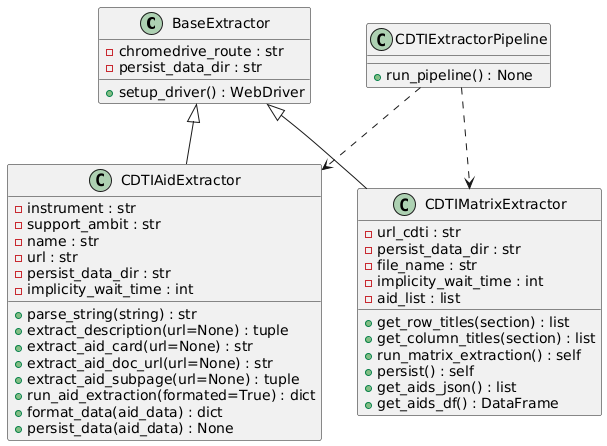 C BaseExtractor
chromedrive_route : str
persist_data_dir : str
setup_driver() : WebDriver
C CDTIExtractorPipeline
run_pipeline() : None
C CDTIAidExtractor
instrument : str
support_ambit : str
name : str
url : str
persist_data_dir : str
implicity_wait_time : int
parse_string(string) : str
extract_description(url=None) : tuple
extract_aid_card(url=None) : str
extract_aid_doc_url(url=None) : str
extract_aid_subpage(url=None) : tuple
run_aid_extraction(formated=True) : dict
format_data(aid_data) : dict
persist_data(aid_data) : None
C CDTIMatrixExtractor
url_cdti : str
persist_data_dir : str
file_name : str
implicity_wait_time : int
aid_list : list
get_row_titles(section) : list
get_column_titles(section) : list
run_matrix_extraction() : self
persist() : self
get_aids_json() : list
get_aids_df() : DataFrame